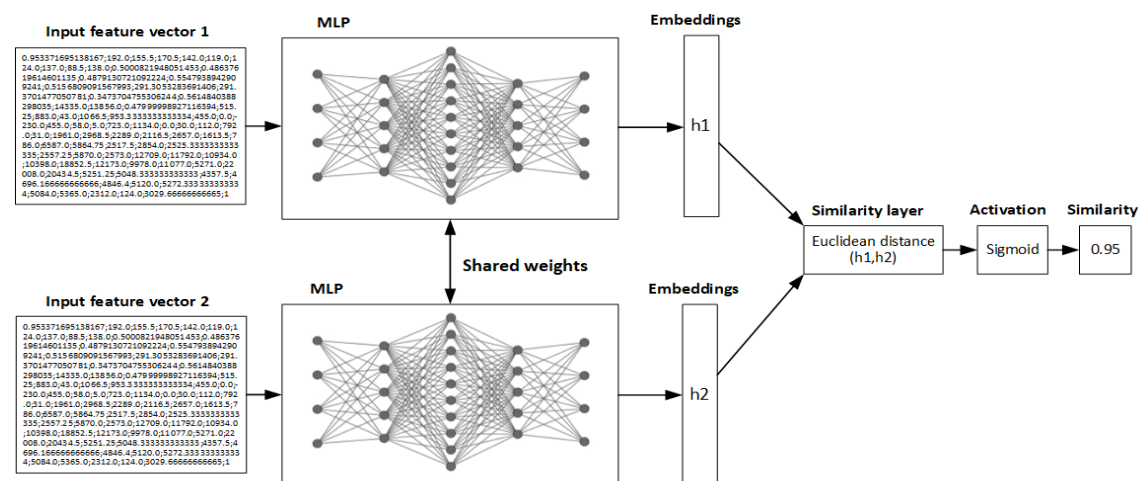 Input feature vector 1
0.953371695138167;192.0;155.5;170.5;142.0;119.0;1
24.0;137.0;88.5;138.0;0.5000821948051453;0.486376
19614601135;0.4879130721092224;0.554793894290
9241;0.5156809091567993;291.3053283691406;291.
3701477050781;0.3473704755306244;0.5614840388
298035;14335.0;13856.0;0.47999998927116394;515.
25;883.0;43.0;1066.5;953.3333333333334;455.0;0.0;-
230.0;455.0;58.0;5.0;723.0;1134.0;0.0;30.0;112.0;792.
0;31.0;1961.0;2968.5;2289.0;2116.5;2657.0;1613.5;7
86.0;6587.0;5864.75;2517.5;2854.0;2525.3333333333
335;2557.25;5870.0;2573.0;12709.0;11792.0;10934.0
;10398.0;18852.5;12173.0;9978.0;11077.0;5271.0;22
008.0;20434.5;5251.25;5048.333333333333;4357.5;4
696.166666666666;4846.4;5120.0;5272.3333333333
4;5084.0;5365.0;2312.0;124.0;3029.66666666665;1
MLP
Embeddings
h1
Shared weights
Similarity layer
Euclidean distance
(h1,h2)
Activation
Sigmoid
Similarity
0.95
Input feature vector 2
0.953371695138167;192.0;155.5;170.5;142.0;119.0;1
24.0;137.0;88.5;138.0;0.5000821948051453;0.486376
19614601135;0.4879130721092224;0.554793894290
9241;0.5156809091567993;291.3053283691406;291.
3701477050781;0.3473704755306244;0.5614840388
298035;14335.0;13856.0;0.47999998927116394;515.
25;883.0;43.0;1066.5;953.3333333333334;455.0;0.0;-
230.0;455.0;58.0;5.0;723.0;1134.0;0.0;30.0;112.0;792.
0;31.0;1961.0;2968.5;2289.0;2116.5;2657.0;1613.5;7
86.0;6587.0;5864.75;2517.5;2854.0;2525.3333333333
335;2557.25;5870.0;2573.0;12709.0;11792.0;10934.0
;10398.0;18852.5;12173.0;9978.0;11077.0;5271.0;22
008.0;20434.5;5251.25;5048.333333333333;4357.5;4
696.166666666666;4846.4;5120.0;5272.3333333333
4;5084.0;5365.0;2312.0;124.0;3029.66666666665;1
MLP
Embeddings
h2